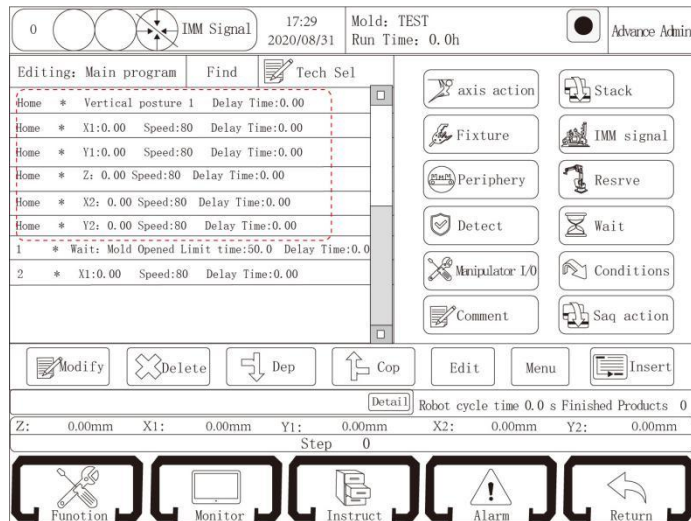 0 IMM Signal 17:29 Mold: TEST Advance Admin
2020/08/31 Run Time: 0.0h
Editing: Main program Find Tech Sel
Home * Vertical posture 1 Delay Time:0.00
Home * X1:0.00 Speed:80 Delay Time:0.00
Home * Y1:0.00 Speed:80 Delay Time:0.00
Home * Z: 0.00 Speed:80 Delay Time:0.00
Home * X2: 0.00 Speed:80 Delay Time:0.00
Home * Y2: 0.00 Speed:80 Delay Time:0.00
1 * Wait: Mold Opened Limit time:50.0 Delay Time:0.0
2 * X1:0.00 Speed:80 Delay Time:0.00
axis action Stack
Fixture IMM signal
Periphery Resrve
Detect Wait
Manipulator I/O Conditions
Comment Saq action
Modify Delete Dep Cop Edit Menu Insert
Detail Robot cycle time 0.0 s Finished Products 0
Z: 0.00mm X1: 0.00mm Y1: 0.00mm X2: 0.00mm Y2: 0.00mm
Step 0
Funotion Monitor Instruct Alarm Return